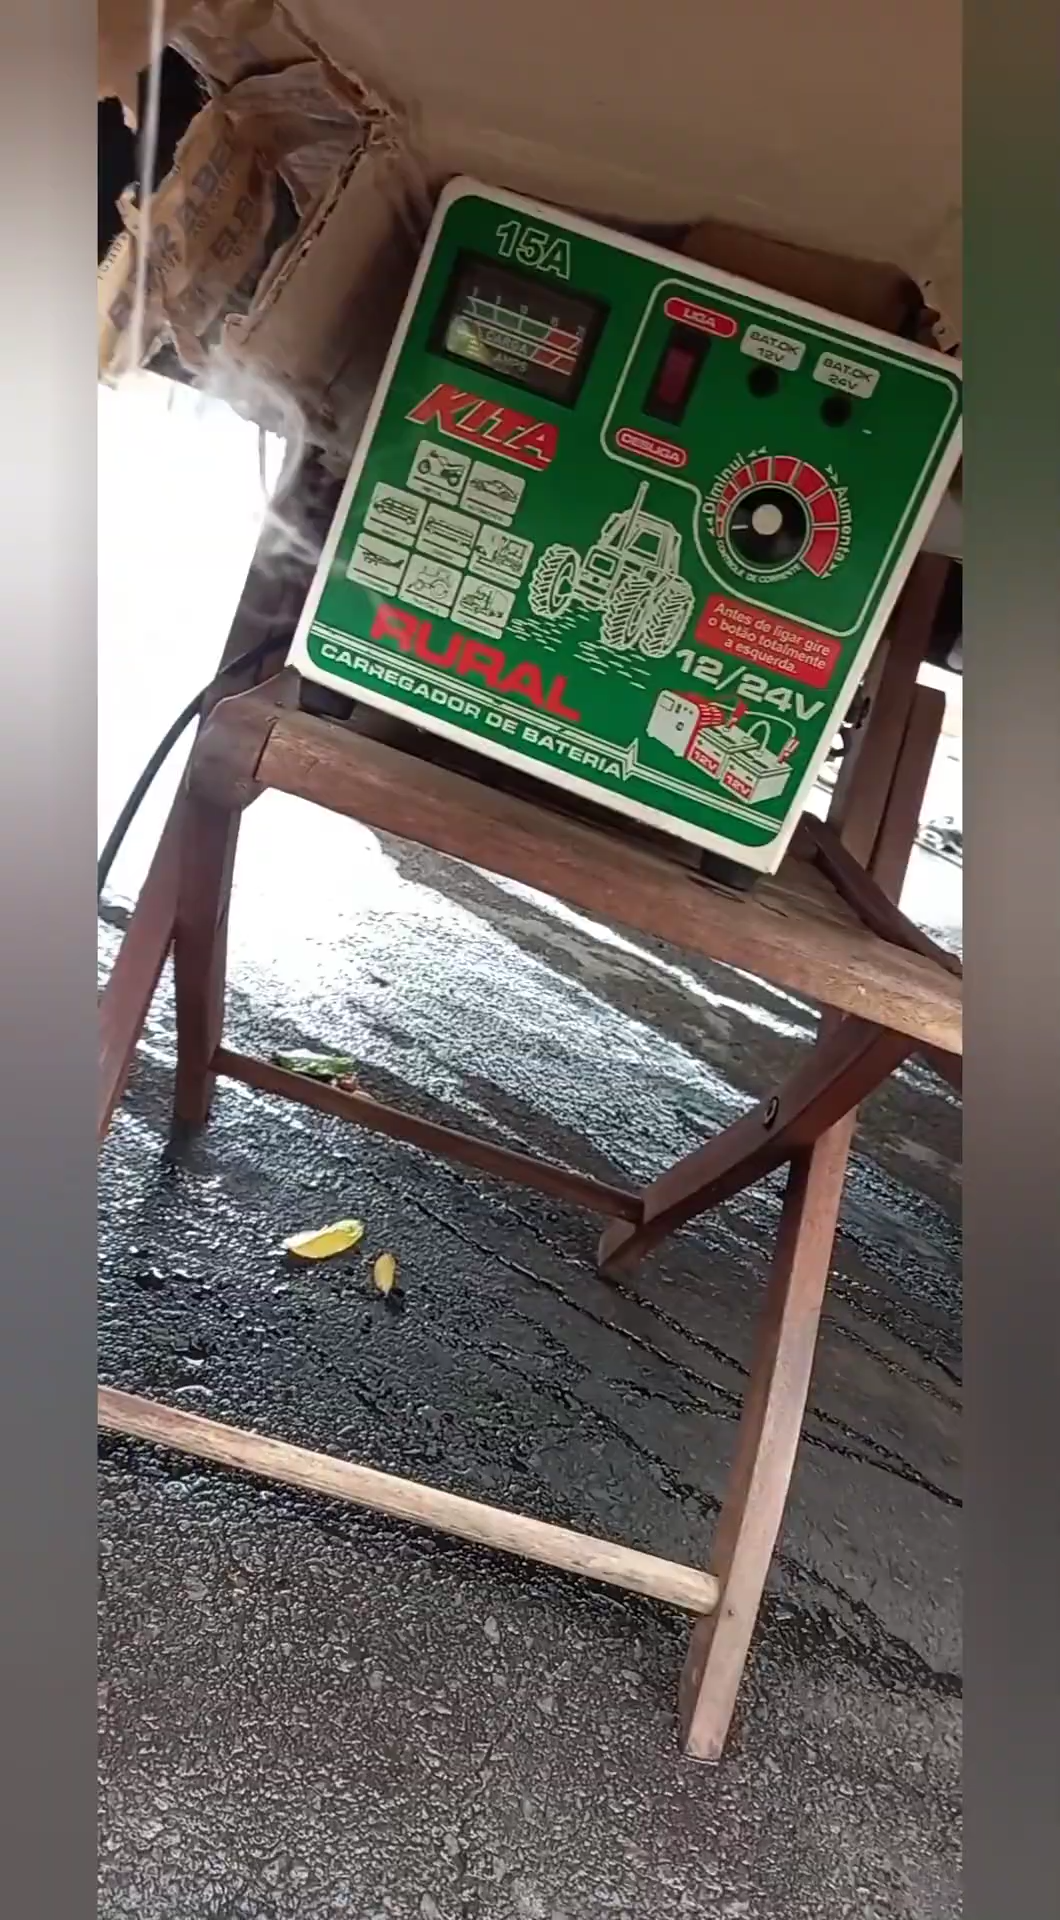 15A
CARGA
AMPS
LIGA
DESLIGA
BAT.OK
12V
BAT.OK
24V
KITA
Diminui
Aumenta
CONTROLE DE CORRENTE
Antes de ligar gire
o botão totalmente
a esquerda.
RURAL
12/24V
CARREGADOR DE BATERIA
12V
12V